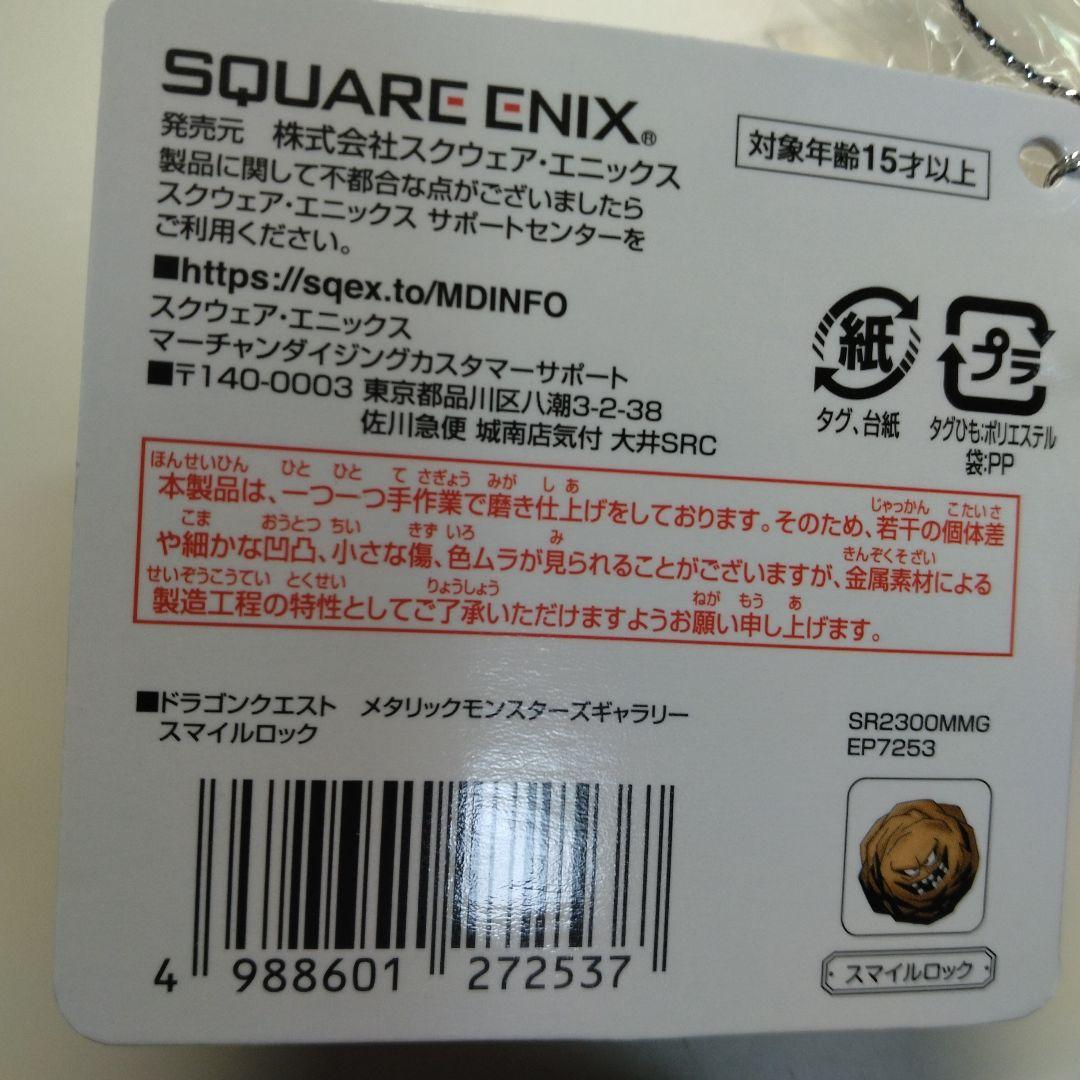 SQUARE ENIX®
発売元 株式会社スクウェア・エニックス
製品に関して不都合な点がございましたら
スクウェア・エニックス サポートセンターを
ご利用ください。
■https://sqex.to/MDINFO
スクウェア・エニックス
マーチャンダイジングカスタマーサポート
■〒140-0003 東京都品川区八潮3-2-38
佐川急便 城南店気付 大井SRC
対象年齢15才以上
紙
タグ、台紙
プラ
タグひも:ポリエステル
袋:PP
ほんせいひん ひと ひと て さぎょう みが し あ
じゃっかん こたいさ
本製品は、一つ一つ手作業で磨き仕上げをしております。そのため、若干の個体差
こま おうとつ ちい きず いろ み きんぞくそざい
や細かな凹凸、小さな傷、色ムラが見られることがございますが、金属素材による
せいぞうこうてい とくせい りょうしょう ねが もう あ
製造工程の特性としてご了承いただけますようお願い申し上げます。
■ドラゴンクエスト メタリックモンスターズギャラリー
スマイルロック
SR2300MMG
EP7253
4 988601 272537
スマイルロック